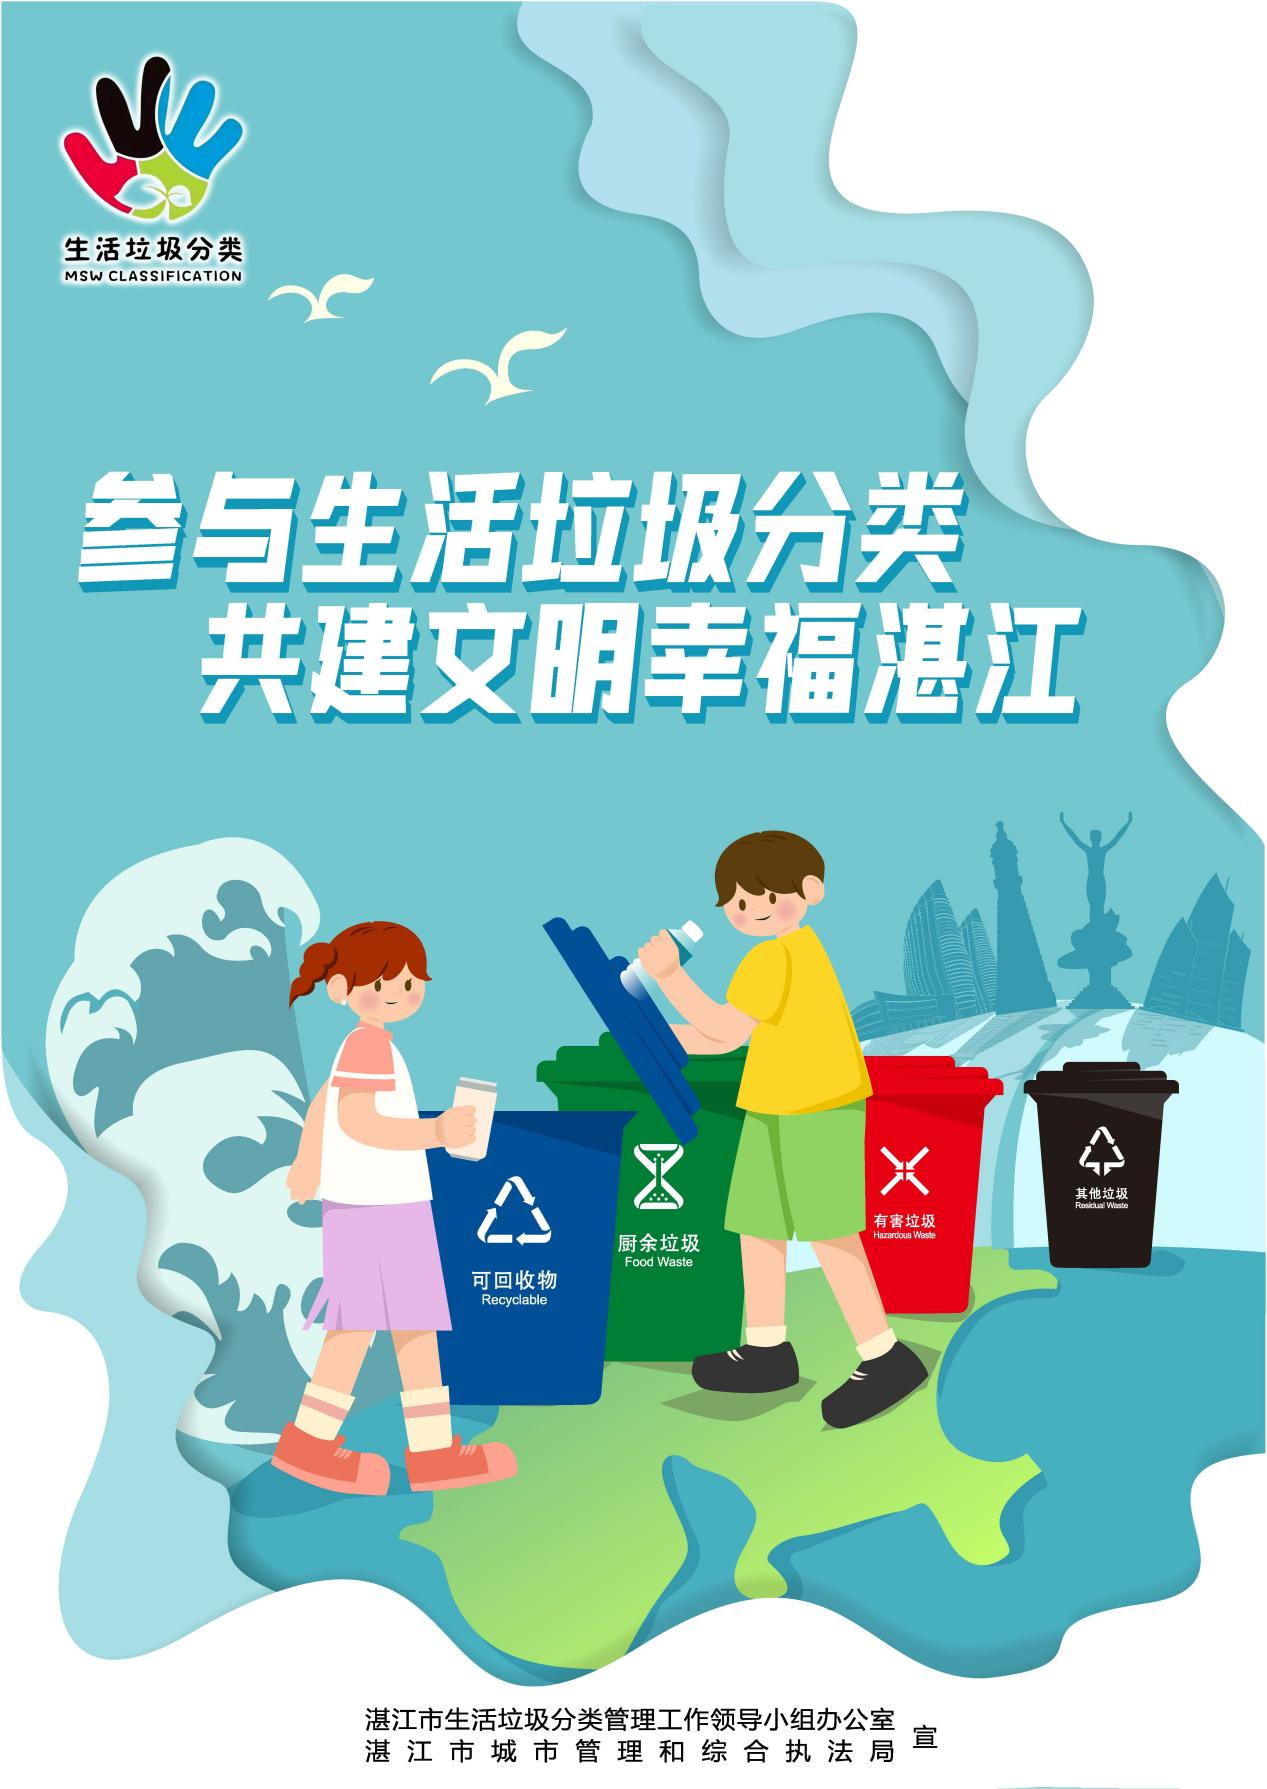 生活垃圾分类
MSW CLASSIFICATION
参与生活垃圾分类
共建文明幸福湛江
可回收物
Recyclable
厨余垃圾
Food Waste
有害垃圾
Hazardous Waste
其他垃圾
Residual Waste
湛江市生活垃圾分类管理工作领导小组办公室
湛江市城市管理和综合执法局
宣